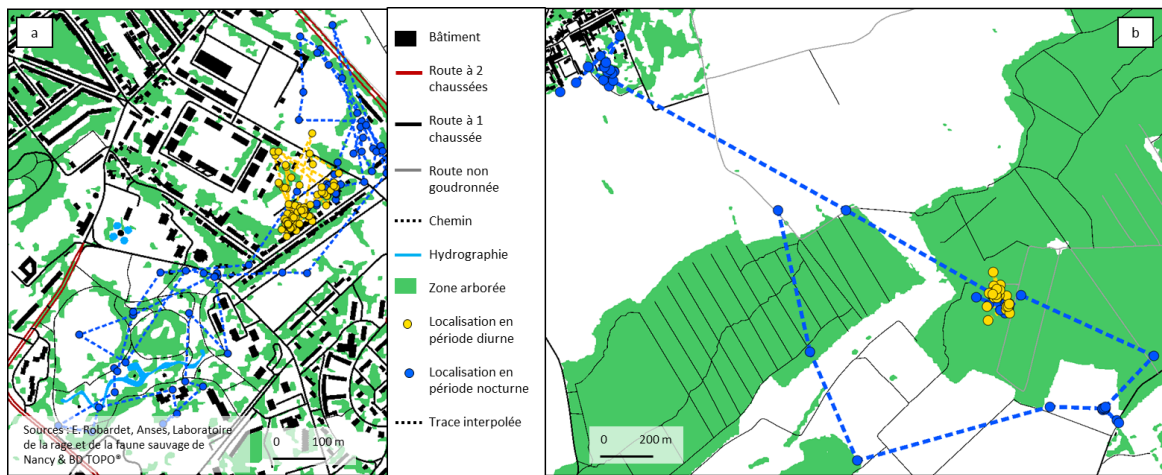 a
Sources : E. Robardet, Anses, Laboratoire
de la rage et de la faune sauvage de
Nancy & BD TOPO®
0 100 m
Bâtiment
Route à 2
chaussées
Route à 1
chaussée
Route non
goudronnée
Chemin
Hydrographie
Zone arborée
Localisation en
période diurne
Localisation en
période nocturne
Trace interpolée
b
0 200 m